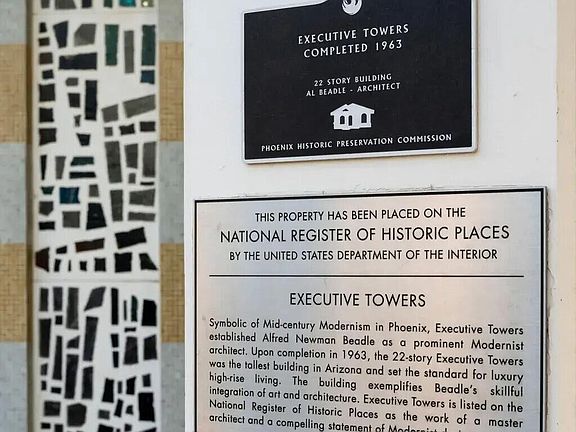 EXECUTIVE TOWERS
COMPLETED 1963
22 STORY BUILDING
AL BEADLE - ARCHITECT
PHOENIX HISTORIC PRESERVATION COMMISSION
THIS PROPERTY HAS BEEN PLACED ON THE
NATIONAL REGISTER OF HISTORIC PLACES
BY THE UNITED STATES DEPARTMENT OF THE INTERIOR
EXECUTIVE TOWERS
Symbolic of Mid-century Modernism in Phoenix, Executive Towers
established Alfred Newman Beadle as a prominent Modernist
architect. Upon completion in 1963, the 22-story Executive Towers
was the tallest building in Arizona and set the standard for luxury
high-rise living. The building exemplifies Beadle's skillful
integration of art and architecture. Executive Towers is listed on the
National Register of Historic Places as the work of a master
architect and a compelling statement of Modernist